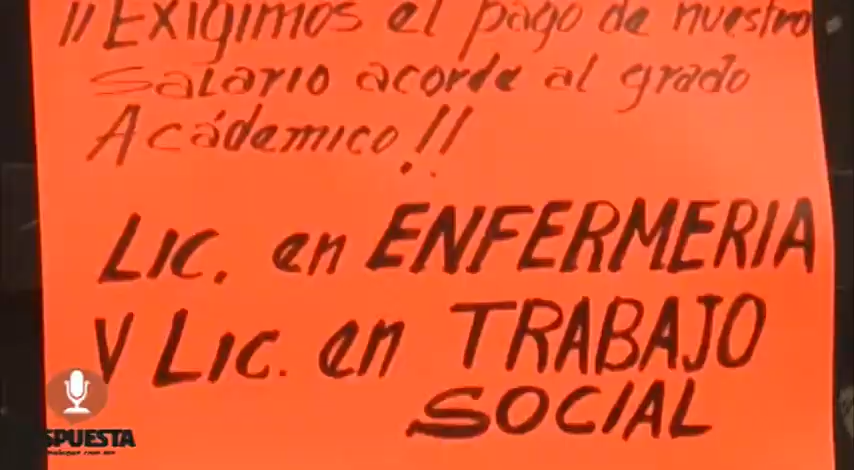 ¡¡EXIGIMOS el pago de nuestro
SALARIO acorde al grado
Acádemico!!
LIC. en ENFERMERIA
Y LIC. en TRABAJO
SOCIAL
SPUESTA